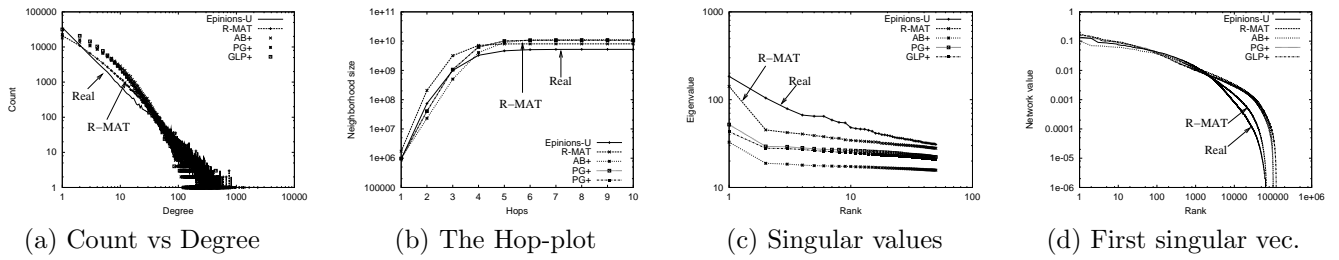 100000
10000
1000
100
10
1
1
10
100
1000
10000
Count
Degree
Epinions-U
R-MAT
AB+
PG+
GLP+
Real
R-MAT
(a) Count vs Degree
1e+11
1e+10
1e+09
1e+08
1e+07
1e+06
100000
1
2
3
4
5
6
7
8
9
10
Neighborhood size
Hops
R-MAT
Real
Epinions-U
R-MAT
AB+
PG+
PG+
(b) The Hop-plot
1000
100
10
1
10
100
Eigenvalue
Rank
Epinions-U
R-MAT
AB+
PG+
GLP+
R-MAT
Real
(c) Singular values
1
0.1
0.01
0.001
0.0001
1e-05
1e-06
1
10
100
1000
10000
100000
1e+06
Network value
Rank
Epinions-U
R-MAT
AB+
PG+
GLP+
R-MAT
Real
(d) First singular vec.